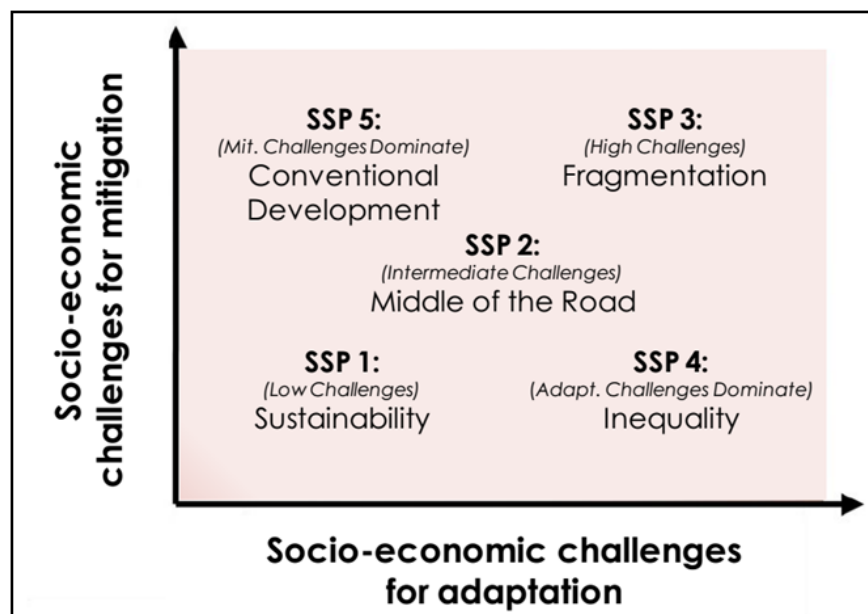 Socio-economic
challenges for mitigation
SSP 5:
(Mit. Challenges Dominate)
Conventional
Development
SSP 3:
(High Challenges)
Fragmentation
SSP 2:
(Intermediate Challenges)
Middle of the Road
SSP 1:
(Low Challenges)
Sustainability
SSP 4:
(Adapt. Challenges Dominate)
Inequality
Socio-economic challenges
for adaptation